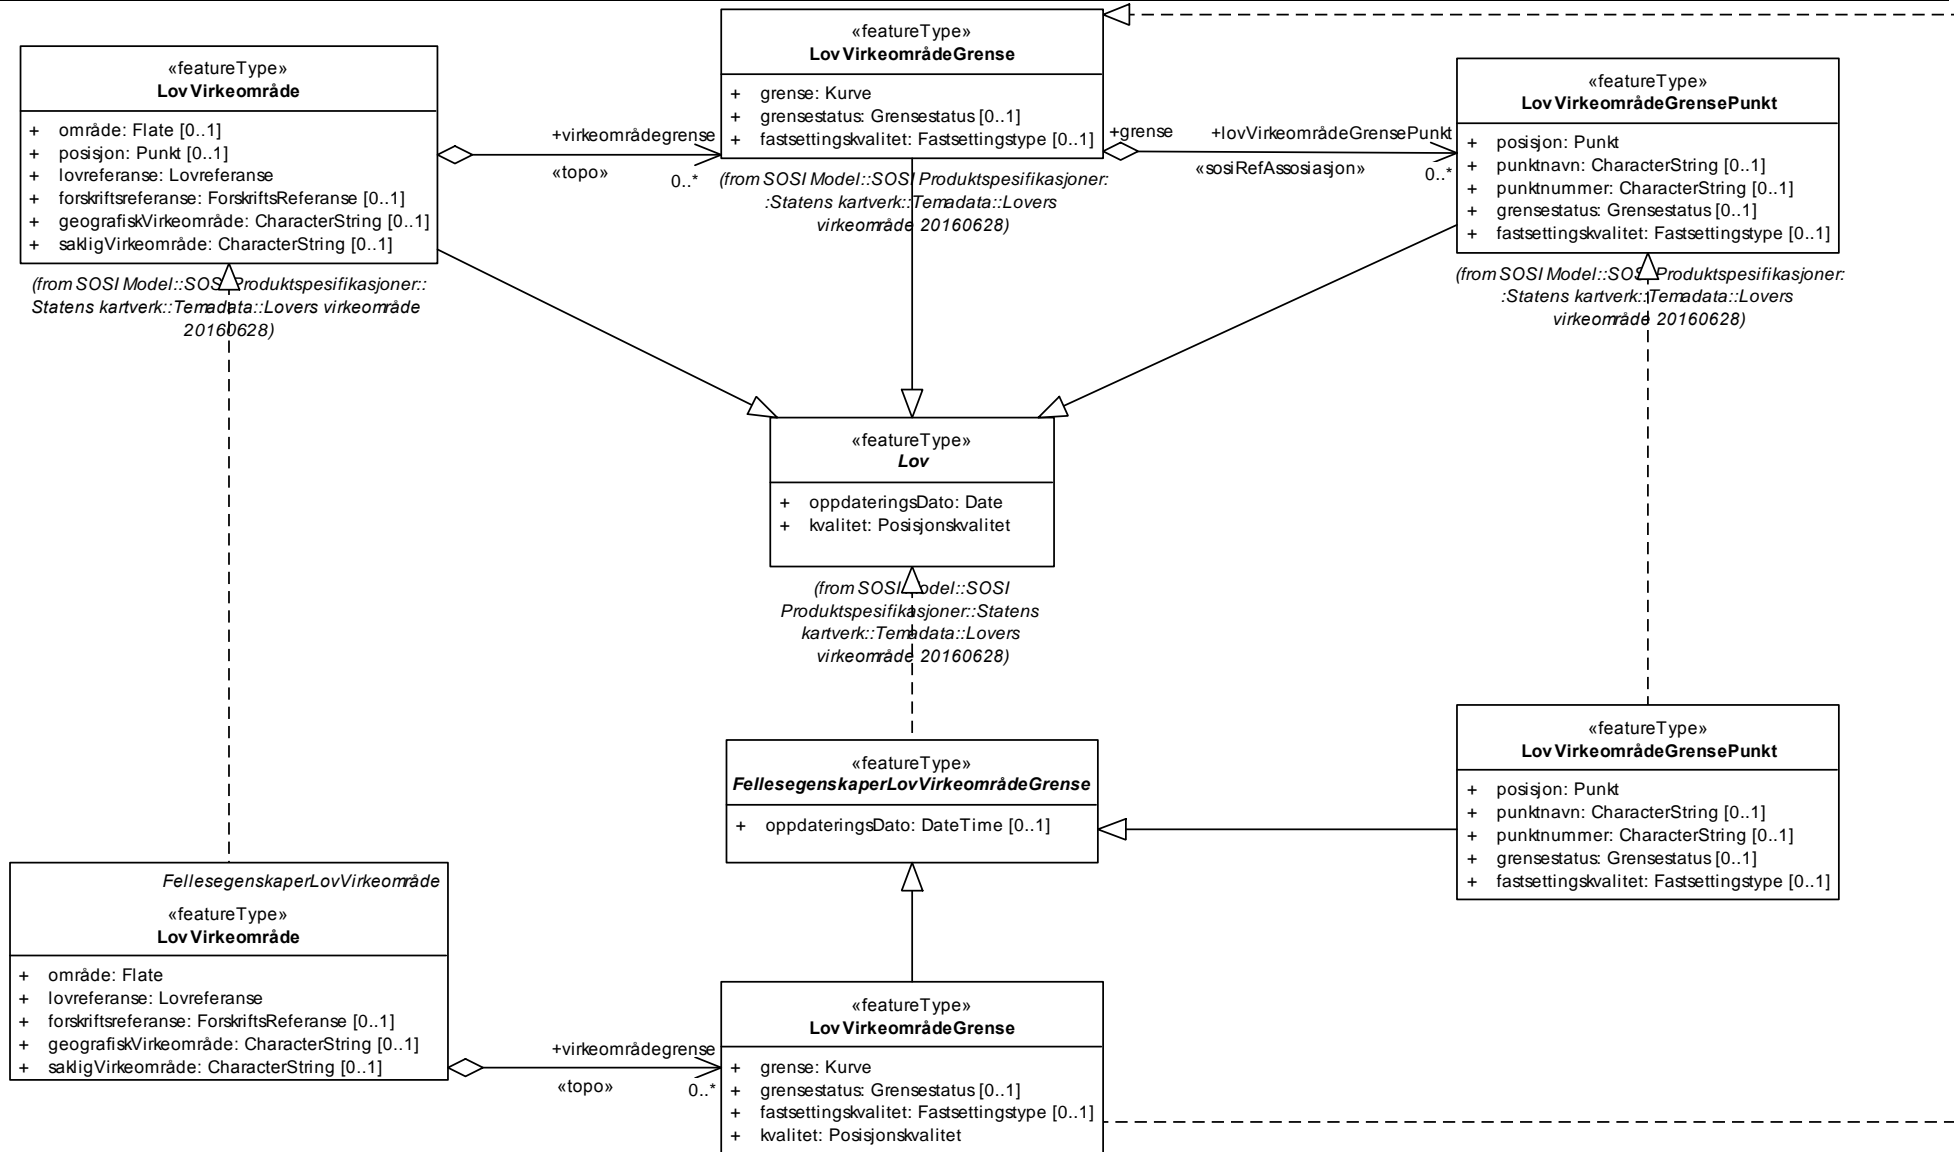 «featureType»
LovVirkeområdeGrense
+ grense: Kurve
+ grensestatus: Grensestatus [0..1]
+ fastsettingskvalitet: Fastsettingstype [0..1]
(from SOSI Model::SOSI Produktspesifikasjoner:
:Statens kartverk::Temadata::Lovers
virkeområde 20160628)
«featureType»
LovVirkeområde
+ område: Flate [0..1]
+ posisjon: Punkt [0..1]
+ lovreferanse: Lovreferanse
+ forskriftsreferanse: ForskriftsReferanse [0..1]
+ geografiskVirkeområde: CharacterString [0..1]
+ sakligVirkeområde: CharacterString [0..1]
(from SOSI Model::SOSI Produktspesifikasjoner::
Statens kartverk::Temadata::Lovers virkeområde
20160628)
+virkeområdegrense
«topo»
0..*
+grense
+lovVirkeområdeGrensePunkt
«sosiRefAssosiasjon»
0..*
«featureType»
LovVirkeområdeGrensePunkt
+ posisjon: Punkt
+ punktnavn: CharacterString [0..1]
+ punktnummer: CharacterString [0..1]
+ grensestatus: Grensestatus [0..1]
+ fastsettingskvalitet: Fastsettingstype [0..1]
(from SOSI Model::SOSI Produktspesifikasjoner:
:Statens kartverk::Temadata::Lovers
virkeområde 20160628)
«featureType»
Lov
+ oppdateringsDato: Date
+ kvalitet: Posisjonskvalitet
(from SOSI Model::SOSI
Produktspesifikasjoner::Statens
kartverk::Temadata::Lovers
virkeområde 20160628)
«featureType»
FellesegenskaperLovVirkeområdeGrense
+ oppdateringsDato: DateTime [0..1]
«featureType»
LovVirkeområdeGrensePunkt
+ posisjon: Punkt
+ punktnavn: CharacterString [0..1]
+ punktnummer: CharacterString [0..1]
+ grensestatus: Grensestatus [0..1]
+ fastsettingskvalitet: Fastsettingstype [0..1]
FellesegenskaperLovVirkeområde
«featureType»
LovVirkeområde
+ område: Flate
+ lovreferanse: Lovreferanse
+ forskriftsreferanse: ForskriftsReferanse [0..1]
+ geografiskVirkeområde: CharacterString [0..1]
+ sakligVirkeområde: CharacterString [0..1]
+virkeområdegrense
«topo»
0..*
«featureType»
LovVirkeområdeGrense
+ grense: Kurve
+ grensestatus: Grensestatus [0..1]
+ fastsettingskvalitet: Fastsettingstype [0..1]
+ kvalitet: Posisjonskvalitet